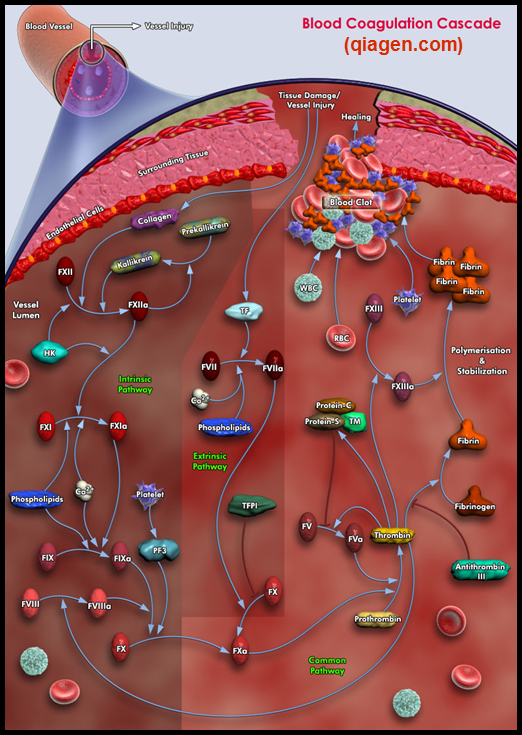 Blood Coagulation Cascade
(qiagen.com)
Blood Vessel
Vessel Injury
Tissue Damage/
Vessel Injury
Healing
Surrounding Tissue
Endothelial Cells
Collagen
Prekallikrein
Kallikrein
Blood Clot
FXII
FXIIa
Vessel
Lumen
HK
WBC
RBC
Platelet
FXIII
FXIIIa
Fibrin
Fibrin
Fibrin
Fibrin
Polymerisation
&
Stabilization
TF
FVII
FVIIa
Ca2+
Phospholipids
Intrinsic
Pathway
Extrinsic
Pathway
FXI
FXIa
Protein-C
Protein-S
TM
Fibrin
Phospholipids
Ca2+
Platelet
TFPI
Fibrinogen
FV
FVa
Thrombin
FIX
FIXa
PF3
Antithrombin
III
FVIII
FVIIIa
FX
Prothrombin
FX
FXa
Common
Pathway